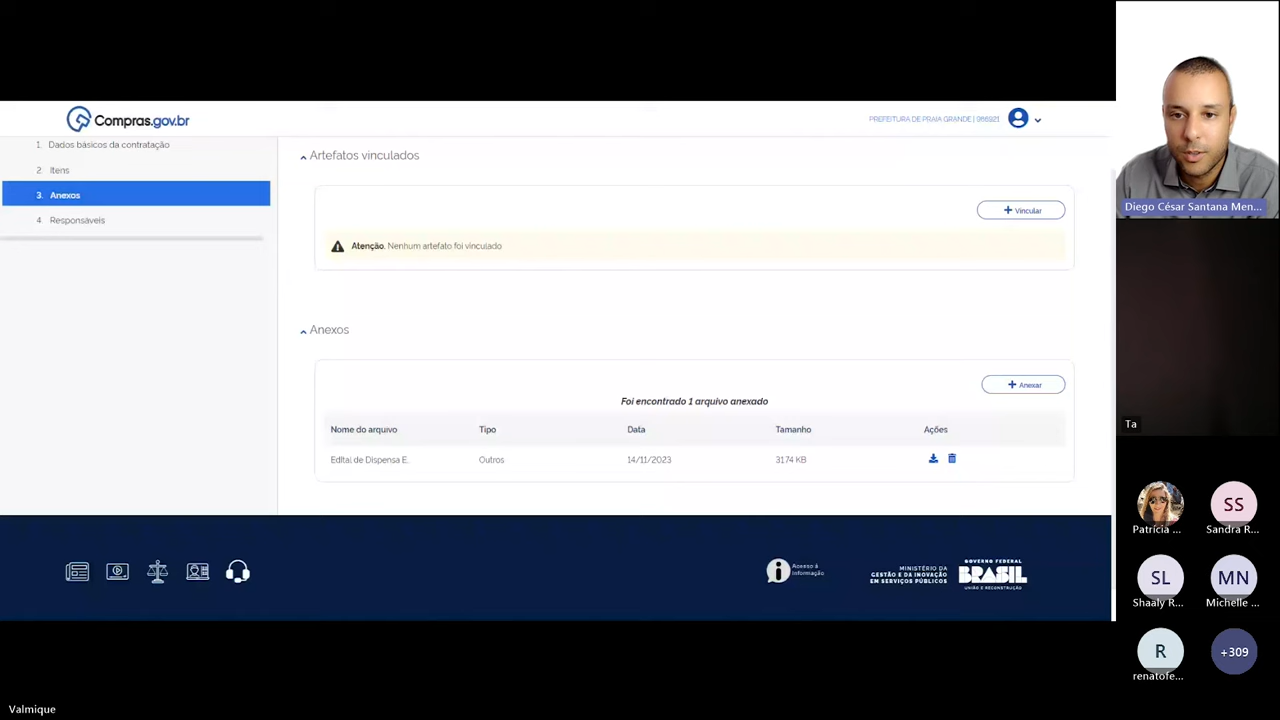 Compras.gov.br
PREFEITURA DE PRAIA GRANDE | 986921
1. Dados básicos da contratação
2. Itens
3. Anexos
4 Responsáveis
Artefatos vinculados
+ Vincular
Atenção. Nenhum artefato foi vinculado
Anexos
+ Anexar
Foi encontrado 1 arquivo anexado
Nome do arquivo Tipo Data Tamanho Ações
Edital de Dispensa E. Outros 14/11/2023 31.74 KB
Acesso à
Informação
MINISTÉRIO DA
GESTÃO E DA INOVAÇÃO
EM SERVIÇOS PÚBLICOS
GOVERNO FEDERAL
BRASIL
UNIÃO E RECONSTRUÇÃO
Diego César Santana Men...
Ta
Patrícia ...
SS
Sandra R...
SL
Shaaly R...
MN
Michelle ...
R
renatofe...
+309
Valmique